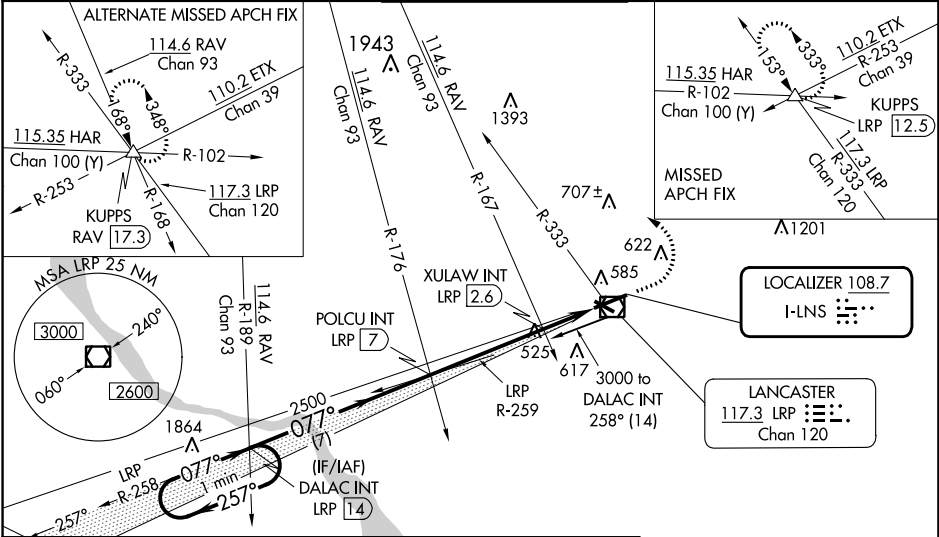 ALTERNATE MISSED APCH FIX
114.6 RAV
Chan 93
R-333
110.2 ETX
Chan 39
168°
348°
115.35 HAR
Chan 100 (Y)
R-102
R-253
R-168
117.3 LRP
Chan 120
KUPPS
RAV 17.3
1943
114.6 RAV
Chan 93
R-176
114.6 RAV
Chan 93
R-167
1393
R-333
707±
622
585
1201
153°
333°
110.2 ETX
R-253
Chan 39
115.35 HAR
R-102
Chan 100 (Y)
KUPPS
LRP 12.5
117.3 LRP
R-333
Chan 120
MISSED
APCH FIX
MSA LRP 25 NM
3000
240°
060°
2600
114.6 RAV
R-189
Chan 93
XULAW INT
LRP 2.6
POLCU INT
LRP 7
525
617
LOCALIZER 108.7
I-LNS
3000 to
DALAC INT
258° (14)
LRP
R-259
LANCASTER
117.3 LRP
Chan 120
2500
077°
(7)
1864
LRP
R-258
257°
077°
1 min
257°
(IF/IAF)
DALAC INT
LRP 14